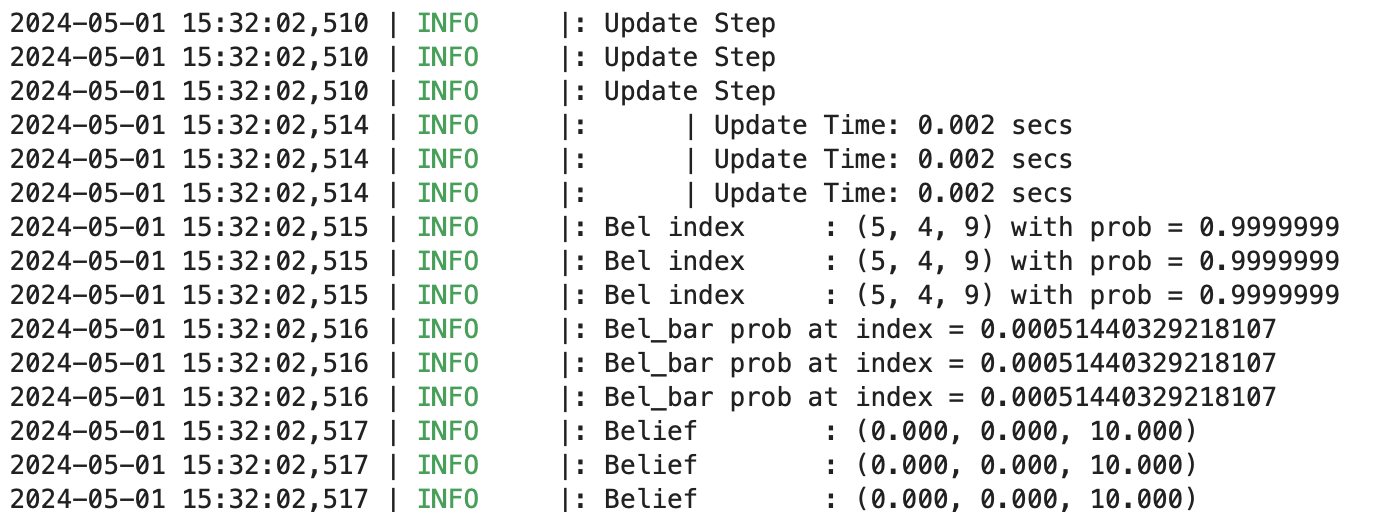 2024-05-01 15:32:02,510 | INFO     |: Update Step
2024-05-01 15:32:02,510 | INFO     |: Update Step
2024-05-01 15:32:02,510 | INFO     |: Update Step
2024-05-01 15:32:02,514 | INFO     |:      | Update Time: 0.002 secs
2024-05-01 15:32:02,514 | INFO     |:      | Update Time: 0.002 secs
2024-05-01 15:32:02,514 | INFO     |:      | Update Time: 0.002 secs
2024-05-01 15:32:02,515 | INFO     |: Bel index     : (5, 4, 9) with prob = 0.9999999
2024-05-01 15:32:02,515 | INFO     |: Bel index     : (5, 4, 9) with prob = 0.9999999
2024-05-01 15:32:02,515 | INFO     |: Bel index     : (5, 4, 9) with prob = 0.9999999
2024-05-01 15:32:02,516 | INFO     |: Bel_bar prob at index = 0.00051440329218107
2024-05-01 15:32:02,516 | INFO     |: Bel_bar prob at index = 0.00051440329218107
2024-05-01 15:32:02,516 | INFO     |: Bel_bar prob at index = 0.00051440329218107
2024-05-01 15:32:02,517 | INFO     |: Belief        : (0.000, 0.000, 10.000)
2024-05-01 15:32:02,517 | INFO     |: Belief        : (0.000, 0.000, 10.000)
2024-05-01 15:32:02,517 | INFO     |: Belief        : (0.000, 0.000, 10.000)